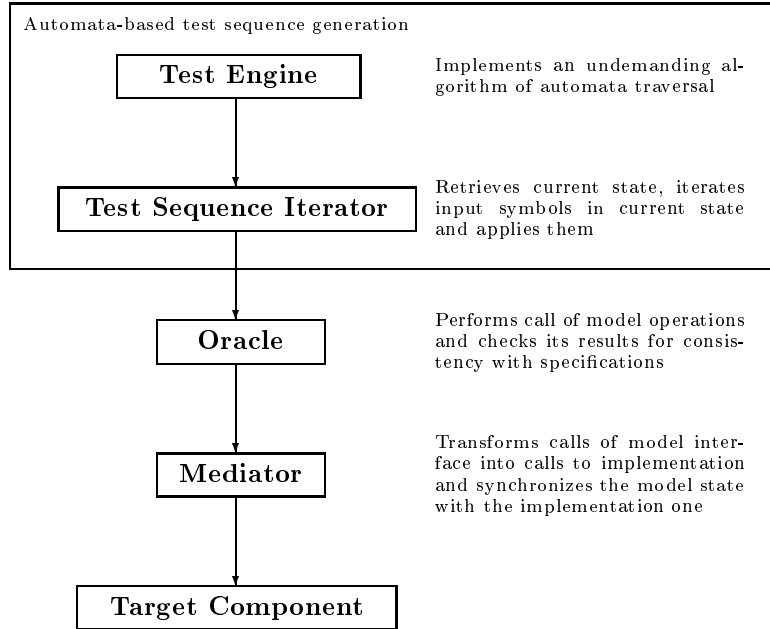 Automata-based test sequence generation
Test Engine
Implements an undemanding al-
gorithm of automata traversal
Test Sequence Iterator
Retrieves current state, iterates
input symbols in current state
and applies them
Oracle
Performs call of model operations
and checks its results for consis-
tency with specifications
Mediator
Transforms calls of model inter-
face into calls to implementation
and synchronizes the model state
with the implementation one
Target Component